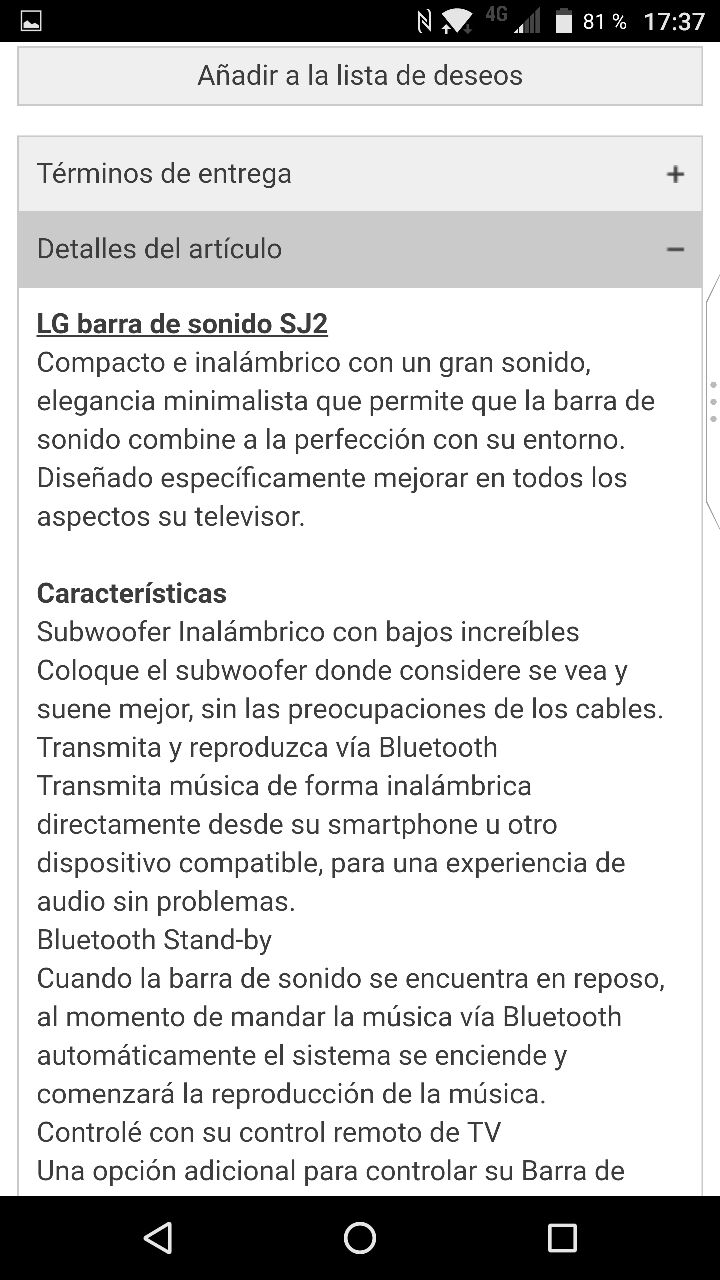 4G 81 % 17:37
Añadir a la lista de deseos
Términos de entrega +
Detalles del artículo −
LG barra de sonido SJ2
Compacto e inalámbrico con un gran sonido,
elegancia minimalista que permite que la barra de
sonido combine a la perfección con su entorno.
Diseñado específicamente mejorar en todos los
aspectos su televisor.
Características
Subwoofer Inalámbrico con bajos increíbles
Coloque el subwoofer donde considere se vea y
suene mejor, sin las preocupaciones de los cables.
Transmita y reproduzca vía Bluetooth
Transmita música de forma inalámbrica
directamente desde su smartphone u otro
dispositivo compatible, para una experiencia de
audio sin problemas.
Bluetooth Stand-by
Cuando la barra de sonido se encuentra en reposo,
al momento de mandar la música vía Bluetooth
automáticamente el sistema se enciende y
comenzará la reproducción de la música.
Controlé con su control remoto de TV
Una opción adicional para controlar su Barra de